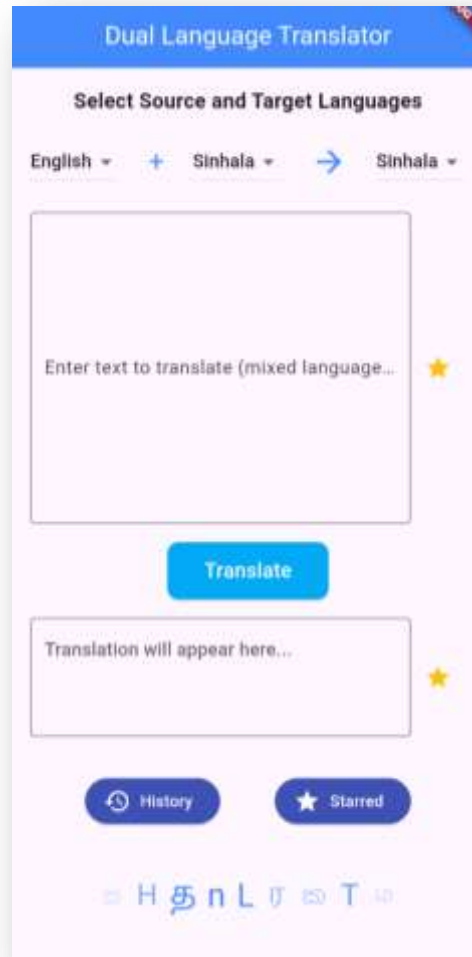 Dual Language Translator
Select Source and Target Languages
English + Sinhala → Sinhala
Enter text to translate (mixed language...
Translate
Translation will appear here...
History Starred
H த n L ர T